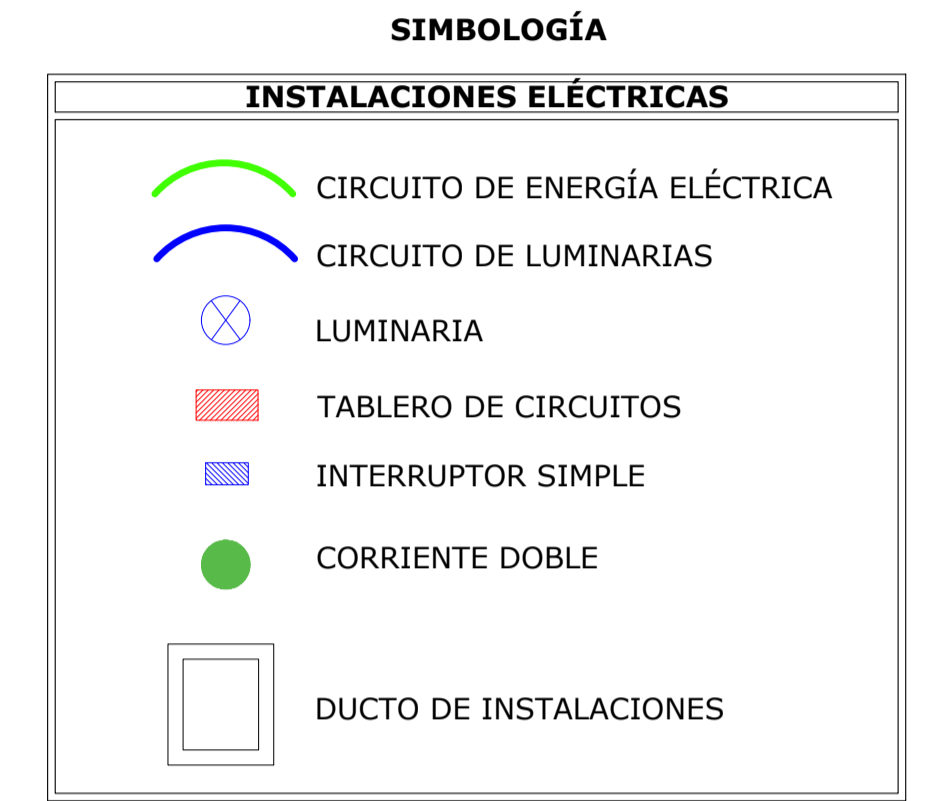 SIMBOLOGÍA
INSTALACIONES ELÉCTRICAS
CIRCUITO DE ENERGÍA ELÉCTRICA
CIRCUITO DE LUMINARIAS
LUMINARIA
TABLERO DE CIRCUITOS
INTERRUPTOR SIMPLE
CORRIENTE DOBLE
DUCTO DE INSTALACIONES